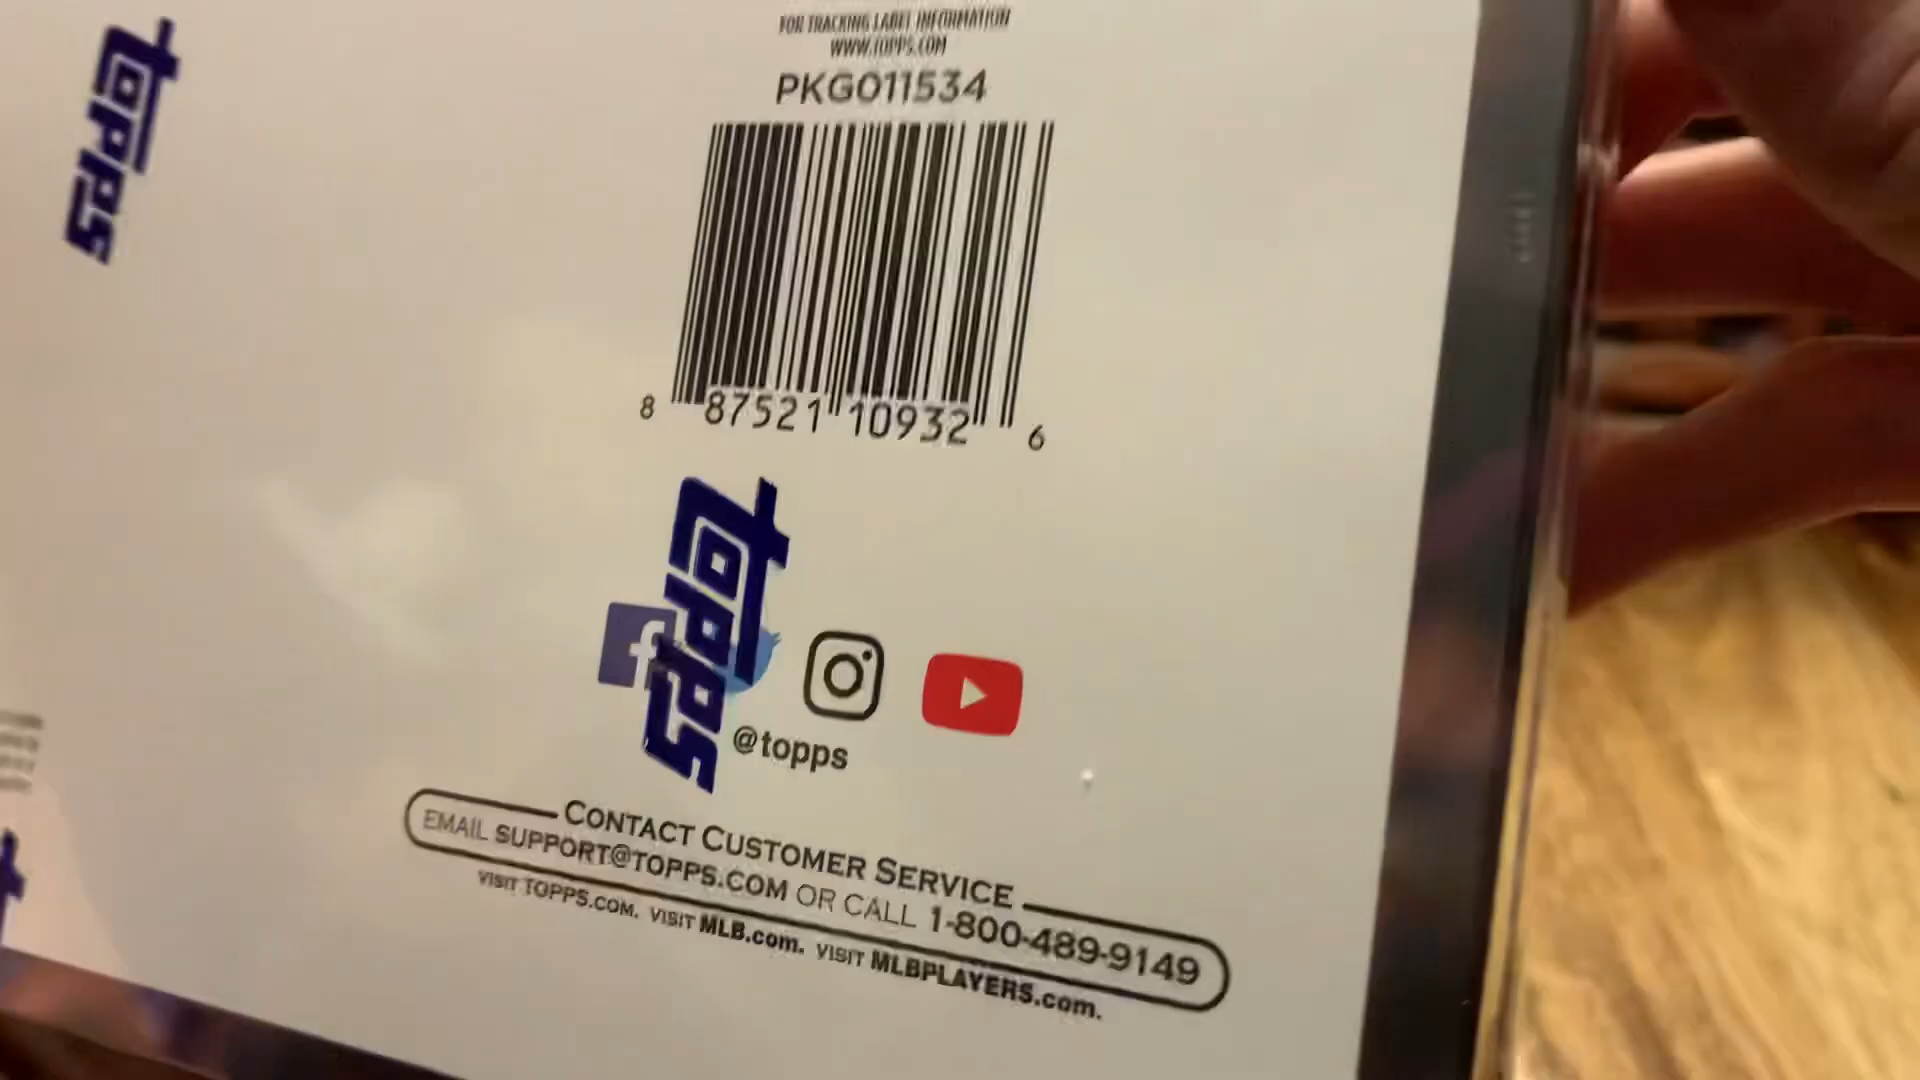 topps
FOR TRACKING LABEL INFORMATION
WWW.TOPPS.COM
PKG011534
8 87521 10932 6
topps
f
@topps
CONTACT CUSTOMER SERVICE
EMAIL SUPPORT@TOPPS.COM OR CALL 1-800-489-9149
VISIT TOPPS.COM. VISIT MLB.com. VISIT MLBPLAYERS.com.